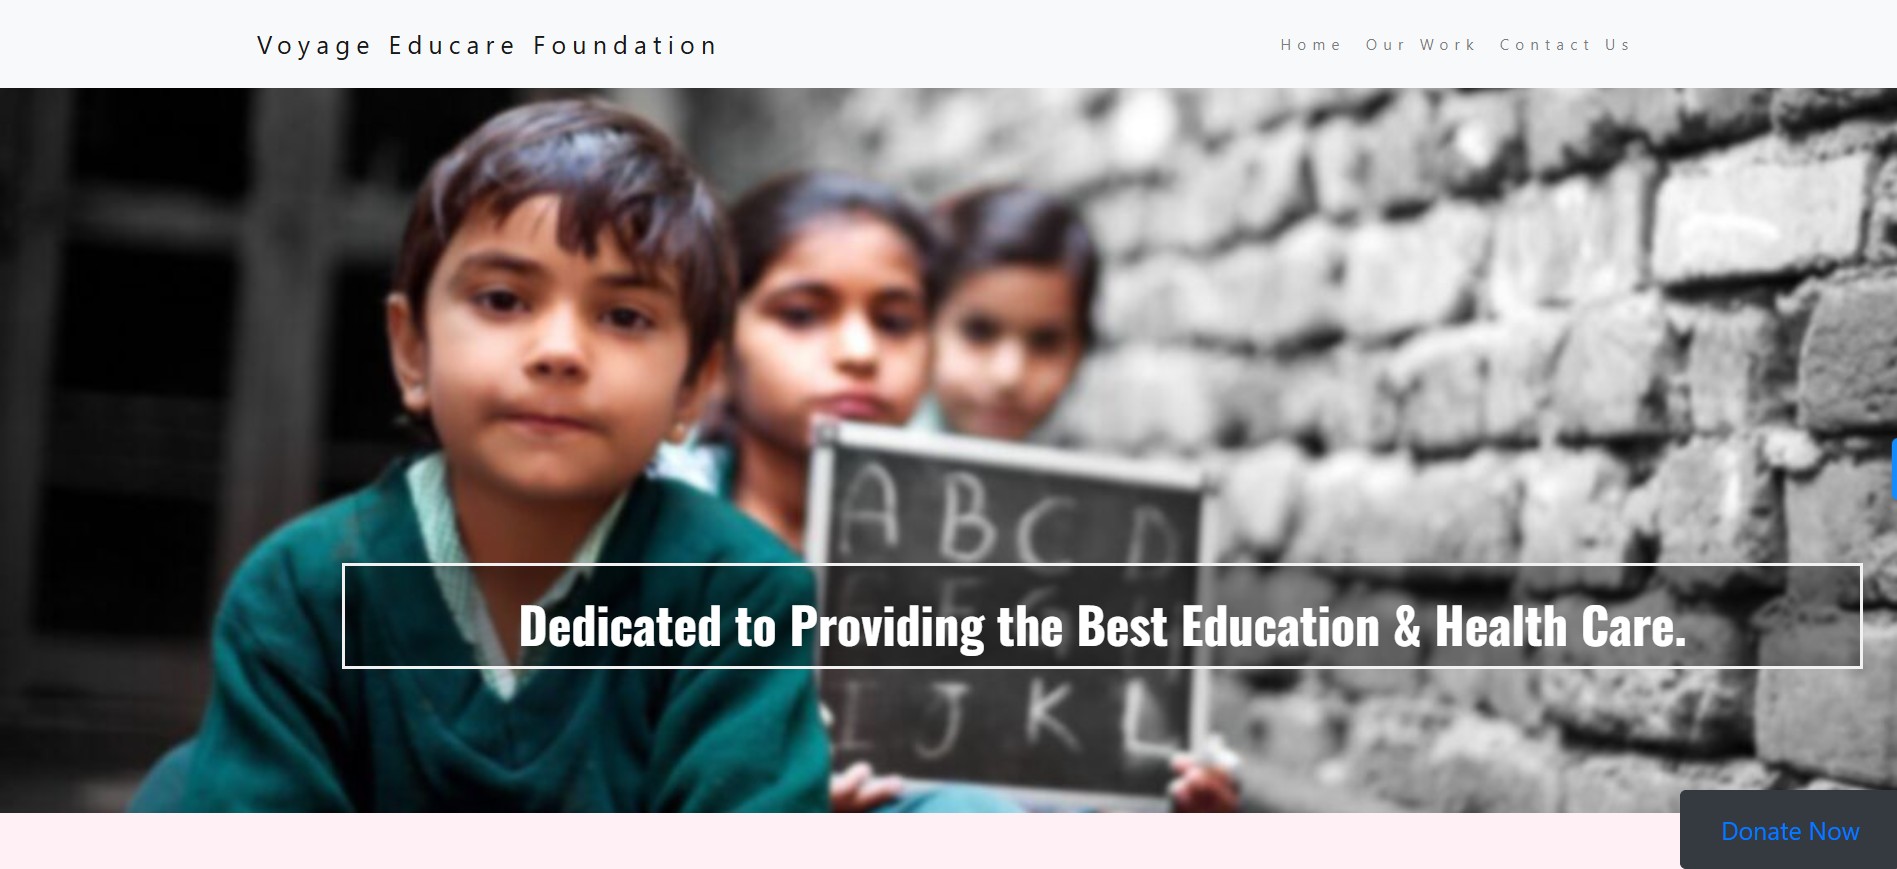 Voyage Educare Foundation
Home Our Work Contact Us
A B C D
Dedicated to Providing the Best Education & Health Care.
I J K L
Donate Now